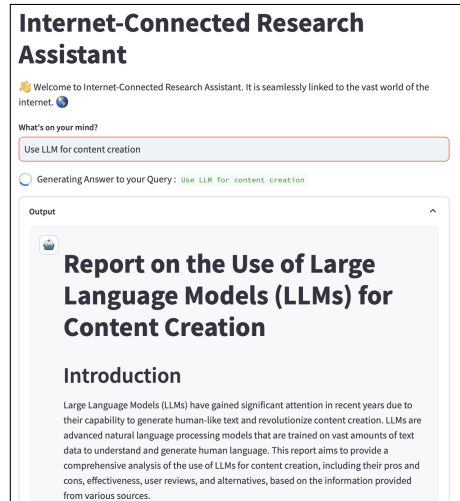 Internet-Connected Research
Assistant
👋 Welcome to Internet-Connected Research Assistant. It is seamlessly linked to the vast world of the
internet. 🌎
What's on your mind?
Use LLM for content creation
Generating Answer to your Query : Use LLM for content creation
Output
Report on the Use of Large
Language Models (LLMs) for
Content Creation
Introduction
Large Language Models (LLMs) have gained significant attention in recent years due to
their capability to generate human-like text and revolutionize content creation. LLMs are
advanced natural language processing models that are trained on vast amounts of text
data to understand and generate human language. This report aims to provide a
comprehensive analysis of the use of LLMs for content creation, including their pros and
cons, effectiveness, user reviews, and alternatives, based on the information provided
from various sources.